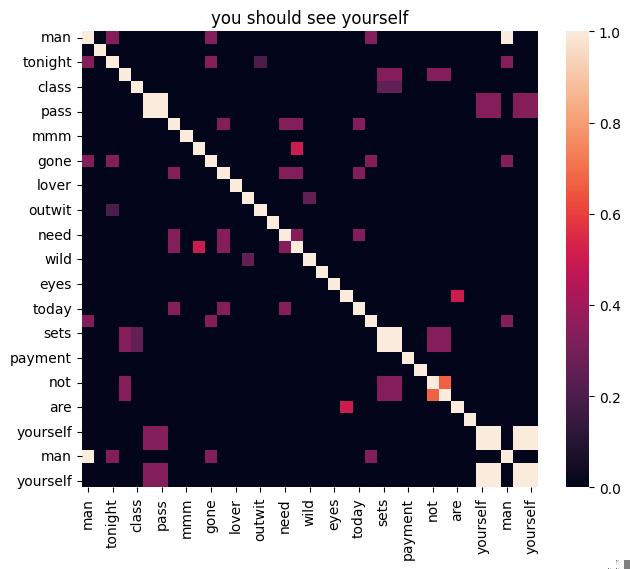 you should see yourself
man
tonight
class
pass
mmm
gone
lover
outwit
need
wild
eyes
today
sets
payment
not
are
yourself
man
yourself
1.0
0.8
0.6
0.4
0.2
0.0
man tonight class pass mmm gone lover outwit need wild eyes today sets payment not are yourself man yourself